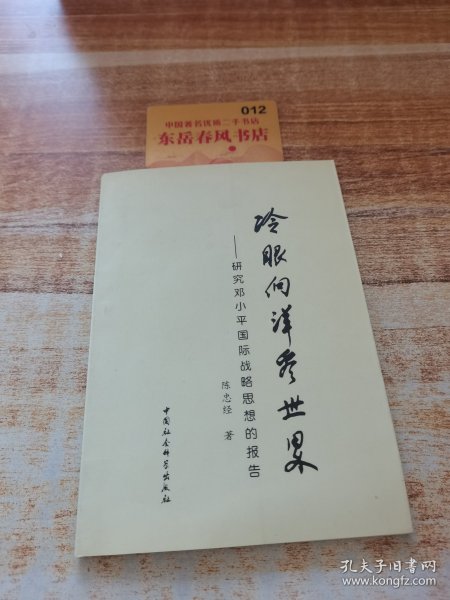 012
中国著名优质二手书店
东岳春风书店
冷眼向洋看世界
——研究邓小平国际战略思想的报告
陈忠经 著
中国社会科学出版社
孔夫子旧书网
www.kongfz.com